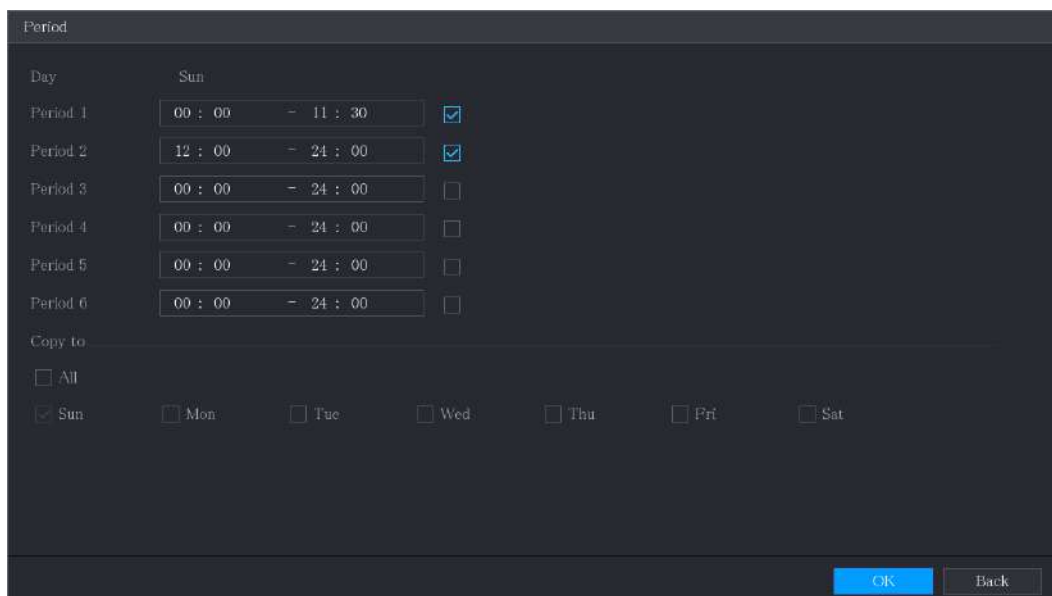 Period
Day Sun
Period 1 00 : 00 - 11 : 30
Period 2 12 : 00 - 24 : 00
Period 3 00 : 00 - 24 : 00
Period 4 00 : 00 - 24 : 00
Period 5 00 : 00 - 24 : 00
Period 6 00 : 00 - 24 : 00
Copy to
All
Sun Mon Tue Wed Thu Fri Sat
OK Back